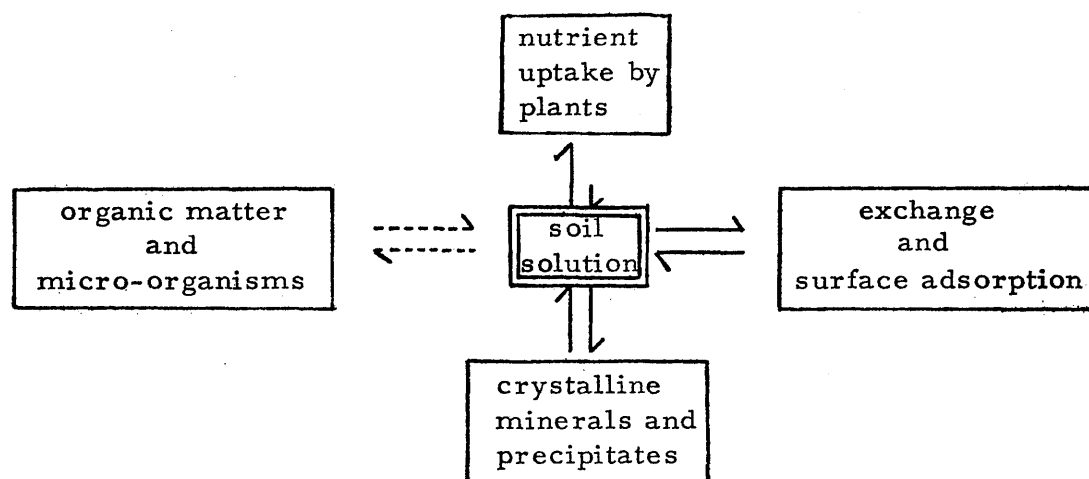 nutrient
uptake by
plants
organic matter
and
micro-organisms
soil
solution
exchange
and
surface adsorption
crystalline
minerals and
precipitates